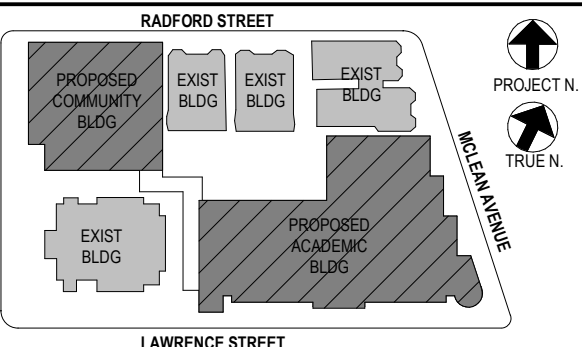 RADFORD STREET
PROPOSED
COMMUNITY
BLDG
EXIST
BLDG
EXIST
BLDG
EXIST
BLDG
PROJECT N.
TRUE N.
MCLEAN AVENUE
EXIST
BLDG
PROPOSED
ACADEMIC
BLDG
LAWRENCE STREET